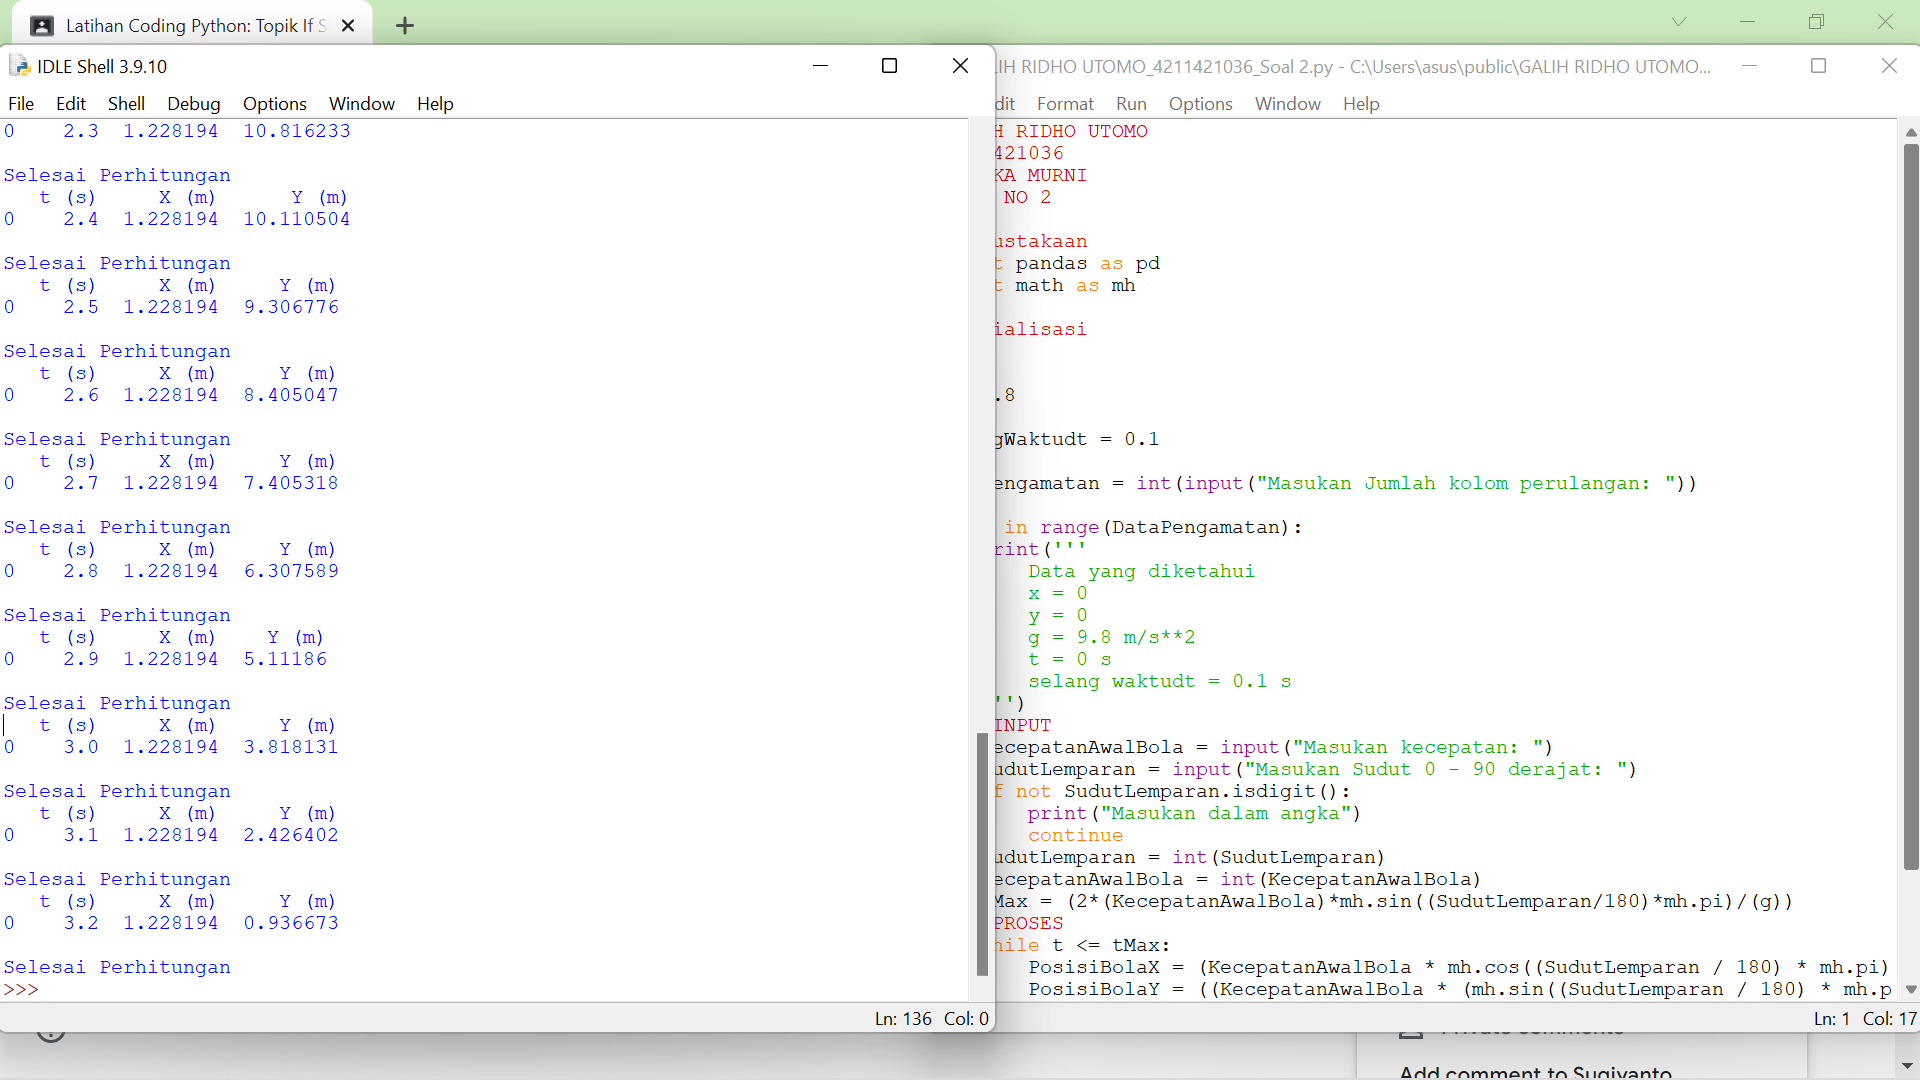 Latihan Coding Python: Topik If S
IDLE Shell 3.9.10
File Edit Shell Debug Options Window Help
0 2.3 1.228194 10.816233
Selesai Perhitungan
t (s) X (m) Y (m)
0 2.4 1.228194 10.110504
Selesai Perhitungan
t (s) X (m) Y (m)
0 2.5 1.228194 9.306776
Selesai Perhitungan
t (s) X (m) Y (m)
0 2.6 1.228194 8.405047
Selesai Perhitungan
t (s) X (m) Y (m)
0 2.7 1.228194 7.405318
Selesai Perhitungan
t (s) X (m) Y (m)
0 2.8 1.228194 6.307589
Selesai Perhitungan
t (s) X (m) Y (m)
0 2.9 1.228194 5.11186
Selesai Perhitungan
t (s) X (m) Y (m)
0 3.0 1.228194 3.818131
Selesai Perhitungan
t (s) X (m) Y (m)
0 3.1 1.228194 2.426402
Selesai Perhitungan
t (s) X (m) Y (m)
0 3.2 1.228194 0.936673
Selesai Perhitungan
>>>
Ln: 136 Col: 0
IH RIDHO UTOMO_4211421036_Soal 2.py - C:\Users\asus\public\GALIH RIDHO UTOMO...
dit Format Run Options Window Help
H RIDHO UTOMO
421036
KA MURNI
NO 2
ustakaan
t pandas as pd
t math as mh
ialisasi
.8
gWaktudt = 0.1
engamatan = int(input("Masukan Jumlah kolom perulangan: "))
in range(DataPengamatan):
rint('''
Data yang diketahui
x = 0
y = 0
g = 9.8 m/s**2
t = 0 s
selang waktudt = 0.1 s
'')
INPUT
ecepatanAwalBola = input("Masukan kecepatan: ")
udutLemparan = input("Masukan Sudut 0 - 90 derajat: ")
f not SudutLemparan.isdigit():
print("Masukan dalam angka")
continue
udutLemparan = int(SudutLemparan)
ecepatanAwalBola = int(KecepatanAwalBola)
Max = (2*(KecepatanAwalBola)*mh.sin((SudutLemparan/180)*mh.pi)/(g))
PROSES
hile t <= tMax:
PosisiBolaX = (KecepatanAwalBola * mh.cos((SudutLemparan / 180) * mh.pi)
PosisiBolaY = ((KecepatanAwalBola * (mh.sin((SudutLemparan / 180) * mh.p
Ln: 1 Col: 17
Add comment to Sugiyanto